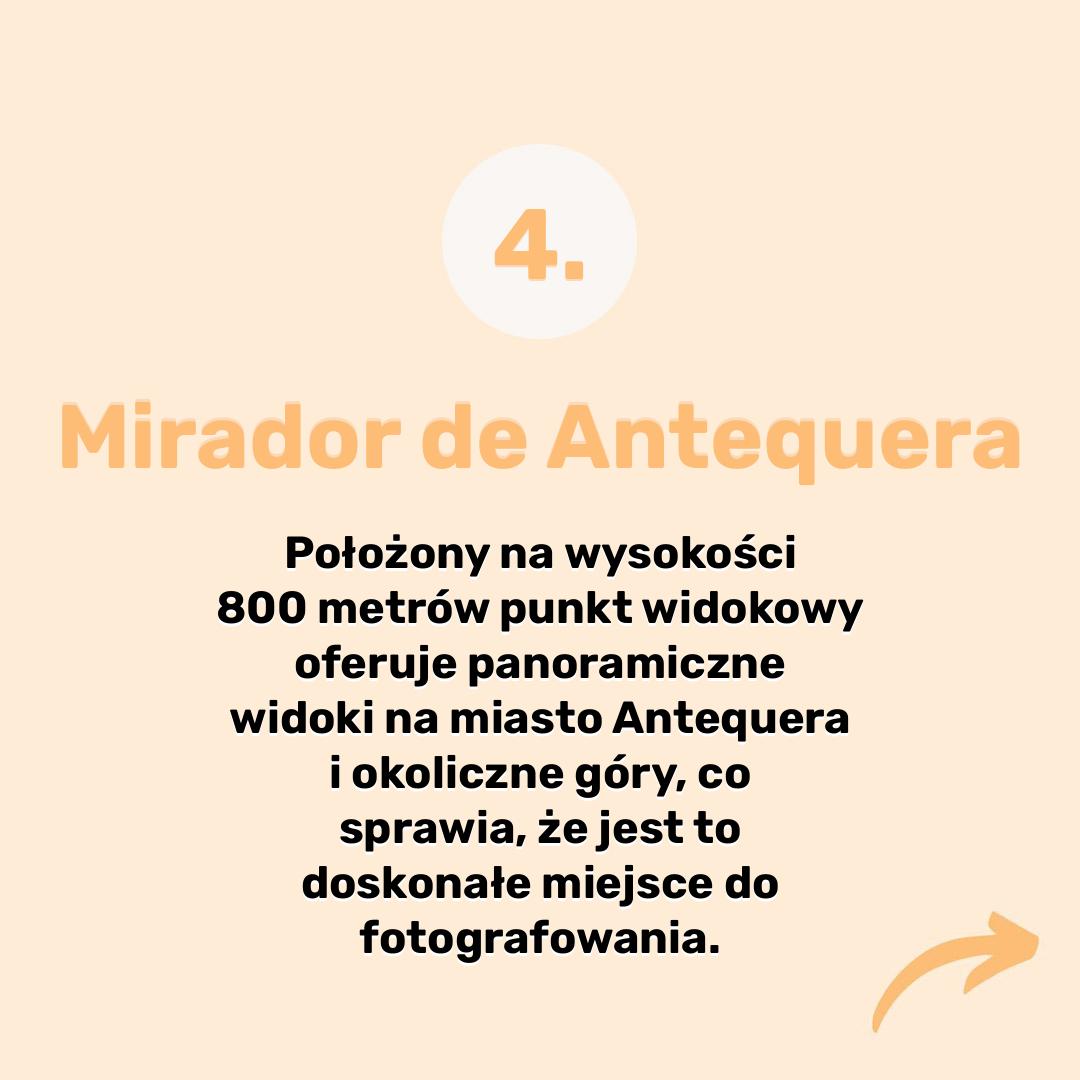 4.
Mirador de Antequera
Położony na wysokości
800 metrów punkt widokowy
oferuje panoramiczne
widoki na miasto Antequera
i okoliczne góry, co
sprawia, że jest to
doskonałe miejsce do
fotografowania.